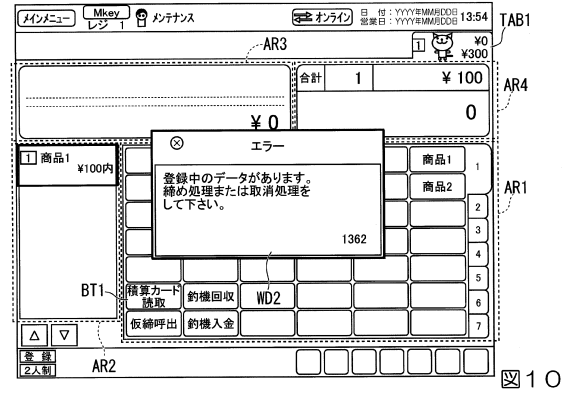 メインメニュー Mkey レジ 1 メンテナンス オンライン 日 付：YYYY年MM月DD日 13:54
営業日：YYYY年MM月DD日
TAB1
1 ¥0
¥300
AR3
合計 1 ¥ 100
AR4
0
¥ 0
エラー
登録中のデータがあります。
締め処理または取消処理を
して下さい。
1362
1 商品1
¥100内
商品1
商品2
1
2
3
4
5
6
7
AR1
BT1
積算カード
読取
釣機回収
WD2
仮締呼出
釣機入金
△ ▽
AR2
登 録
2人制
図１０